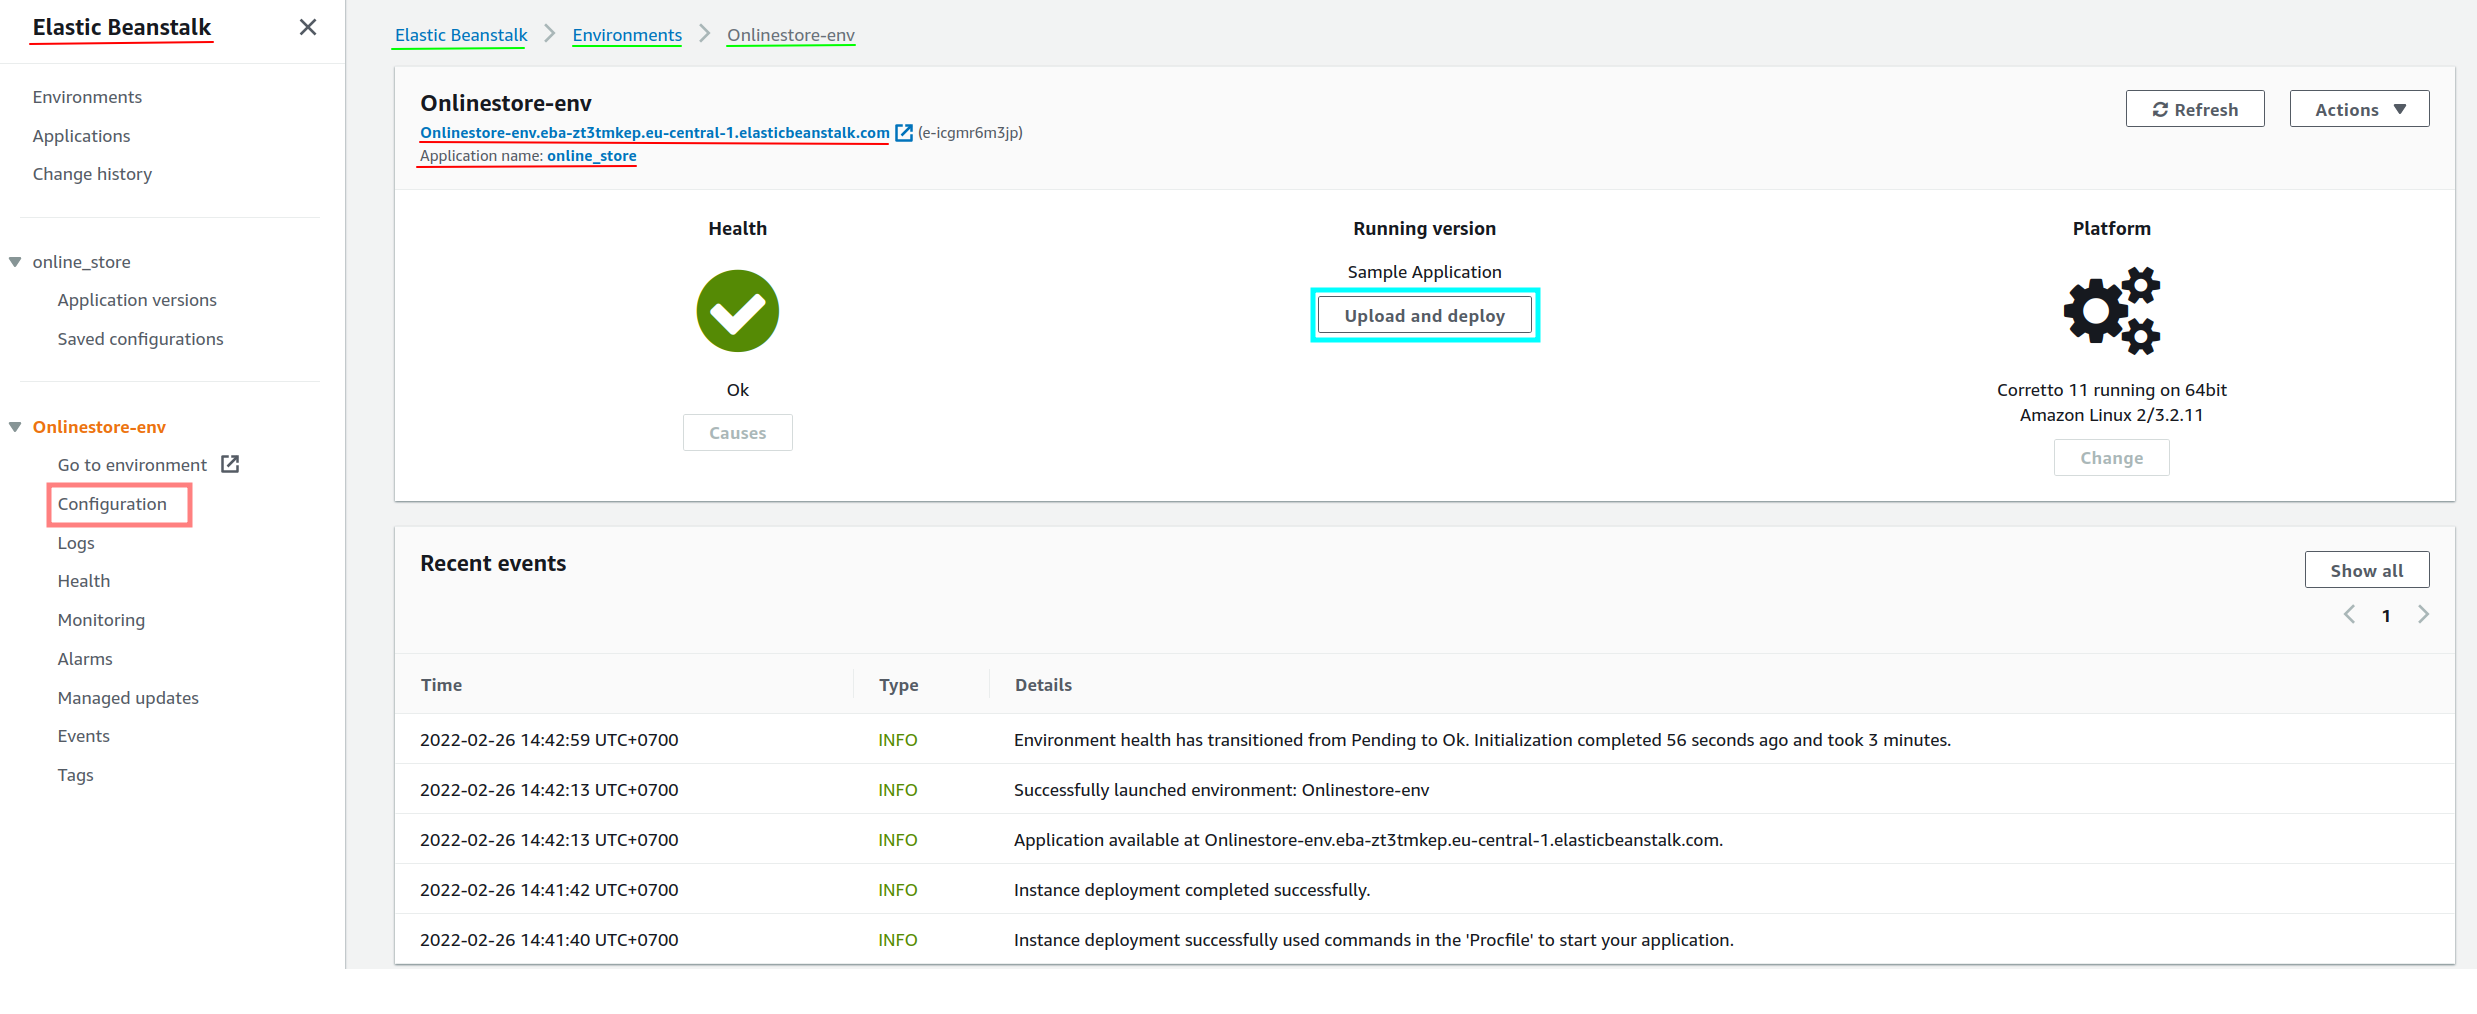 Elastic Beanstalk
Environments
Applications
Change history
online_store
Application versions
Saved configurations
Onlinestore-env
Go to environment
Configuration
Logs
Health
Monitoring
Alarms
Managed updates
Events
Tags
Elastic Beanstalk > Environments > Onlinestore-env
Onlinestore-env
Refresh
Actions
Onlinestore-env.eba-zt3tmkep.eu-central-1.elasticbeanstalk.com (e-icgmr6m3jp)
Application name: online_store
Health
Ok
Causes
Running version
Sample Application
Upload and deploy
Platform
Corretto 11 running on 64bit
Amazon Linux 2/3.2.11
Change
Recent events
Show all
1
Time Type Details
2022-02-26 14:42:59 UTC+0700 INFO Environment health has transitioned from Pending to Ok. Initialization completed 56 seconds ago and took 3 minutes.
2022-02-26 14:42:13 UTC+0700 INFO Successfully launched environment: Onlinestore-env
2022-02-26 14:42:13 UTC+0700 INFO Application available at Onlinestore-env.eba-zt3tmkep.eu-central-1.elasticbeanstalk.com.
2022-02-26 14:41:42 UTC+0700 INFO Instance deployment completed successfully.
2022-02-26 14:41:40 UTC+0700 INFO Instance deployment successfully used commands in the 'Procfile' to start your application.